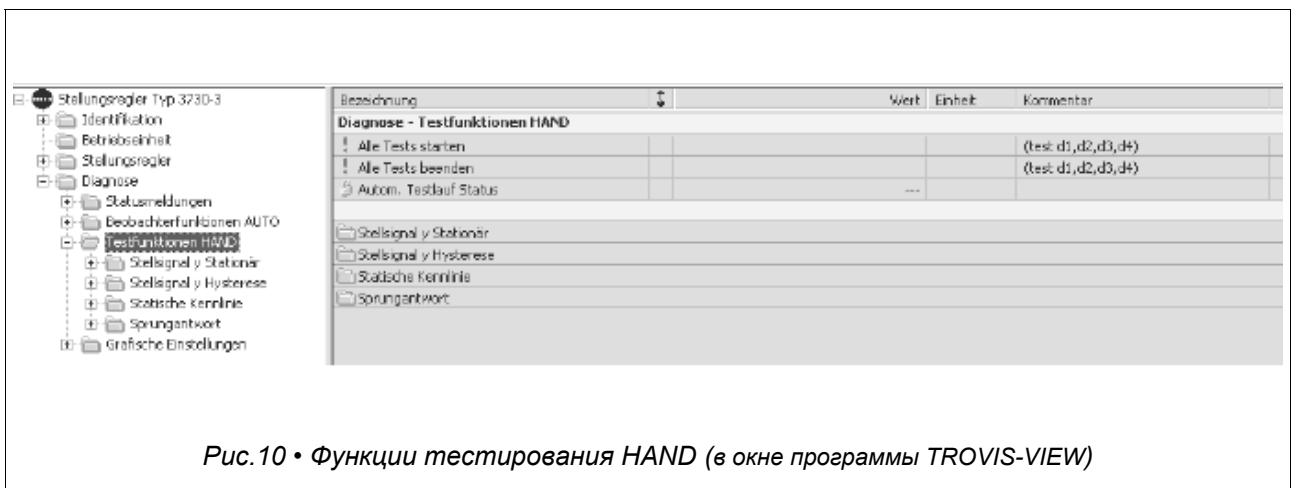 Stellungsregler Typ 3730-3
Identifikation
Betriebseinheit
Stellungsregler
Diagnose
Statusmeldungen
Beobachterfunktionen AUTO
Testfunktionen HAND
Stellsignal y Stationär
Stellsignal y Hysterese
Statische Kennlinie
Sprungantwort
Grafische Einstellungen
Bezeichnung Wert Einheit Kommentar
Diagnose - Testfunktionen HAND
! Alle Tests starten (test d1,d2,d3,d4)
! Alle Tests beenden (test d1,d2,d3,d4)
Autom. Testlauf Status ---
Stellsignal y Stationär
Stellsignal y Hysterese
Statische Kennlinie
Sprungantwort
Рис.10 • Функции тестирования HAND (в окне программы TROVIS-VIEW)